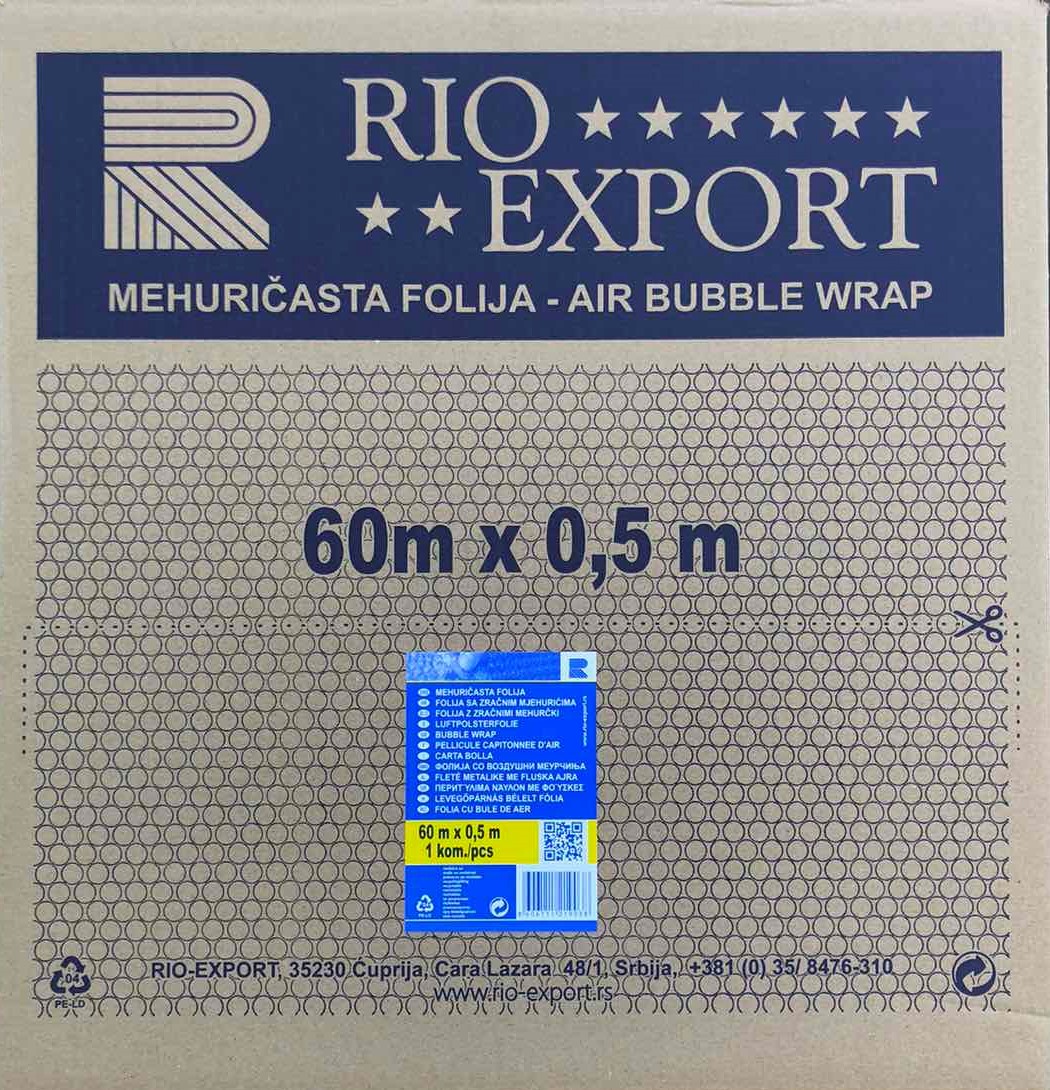 RIO
EXPORT
MEHURIČASTA FOLIJA - AIR BUBBLE WRAP
60m x 0,5 m
R
MEHURIČASTA FOLIJA
FOLIJA SA ZRAČNIM MJEHURIĆIMA
FOLIJA Z ZRAČNIMI MEHURČKI
LUFTPOLSTERFOLIE
BUBBLE WRAP
PELLICULE CAPITONNEE D'AIR
CARTA BOLLA
ФОЛИЈА СО ВОЗДУШНИ МЕУРЧИЊА
FLETË METALIKE ME FLUSKA AJRA
ΠΕΡΙΤΎΛΙΜΑ ΝΑΥΛΟΝ ΜΕ ΦΟΎΣΚΕΣ
LEVEGŐPÁRNÁS BÉLELT FÓLIA
FOLIA CU BULE DE AER
60 m x 0,5 m
1 kom./pcs
04
PE-LD
RIO-EXPORT, 35230 Ćuprija, Cara Lazara 48/1, Srbija, +381 (0) 35/ 8476-310
www.rio-export.rs